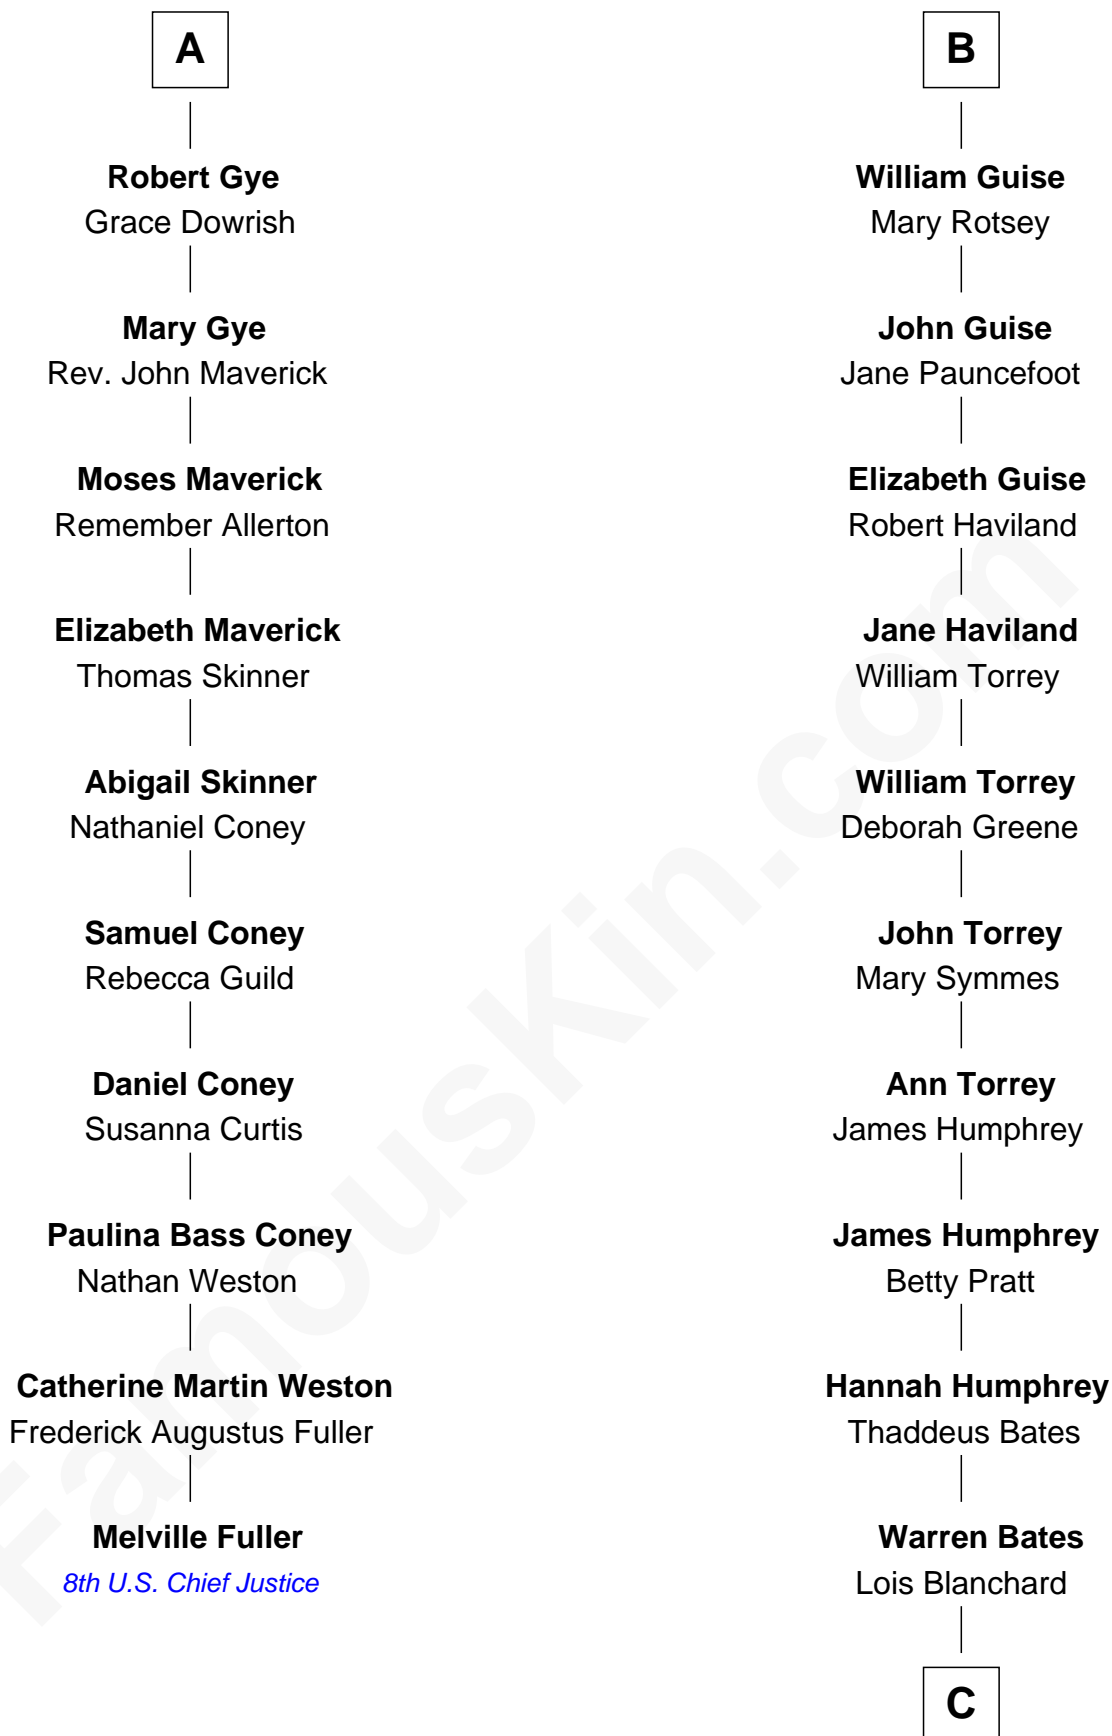 A
Robert Gye
Grace Dowrish
Mary Gye
Rev. John Maverick
Moses Maverick
Remember Allerton
Elizabeth Maverick
Thomas Skinner
Abigail Skinner
Nathaniel Coney
Samuel Coney
Rebecca Guild
Daniel Coney
Susanna Curtis
Paulina Bass Coney
Nathan Weston
Catherine Martin Weston
Frederick Augustus Fuller
Melville Fuller
8th U.S. Chief Justice
B
William Guise
Mary Rotsey
John Guise
Jane Pauncefoot
Elizabeth Guise
Robert Haviland
Jane Haviland
William Torrey
William Torrey
Deborah Greene
John Torrey
Mary Symmes
Ann Torrey
James Humphrey
James Humphrey
Betty Pratt
Hannah Humphrey
Thaddeus Bates
Warren Bates
Lois Blanchard
C
FamousKin.com